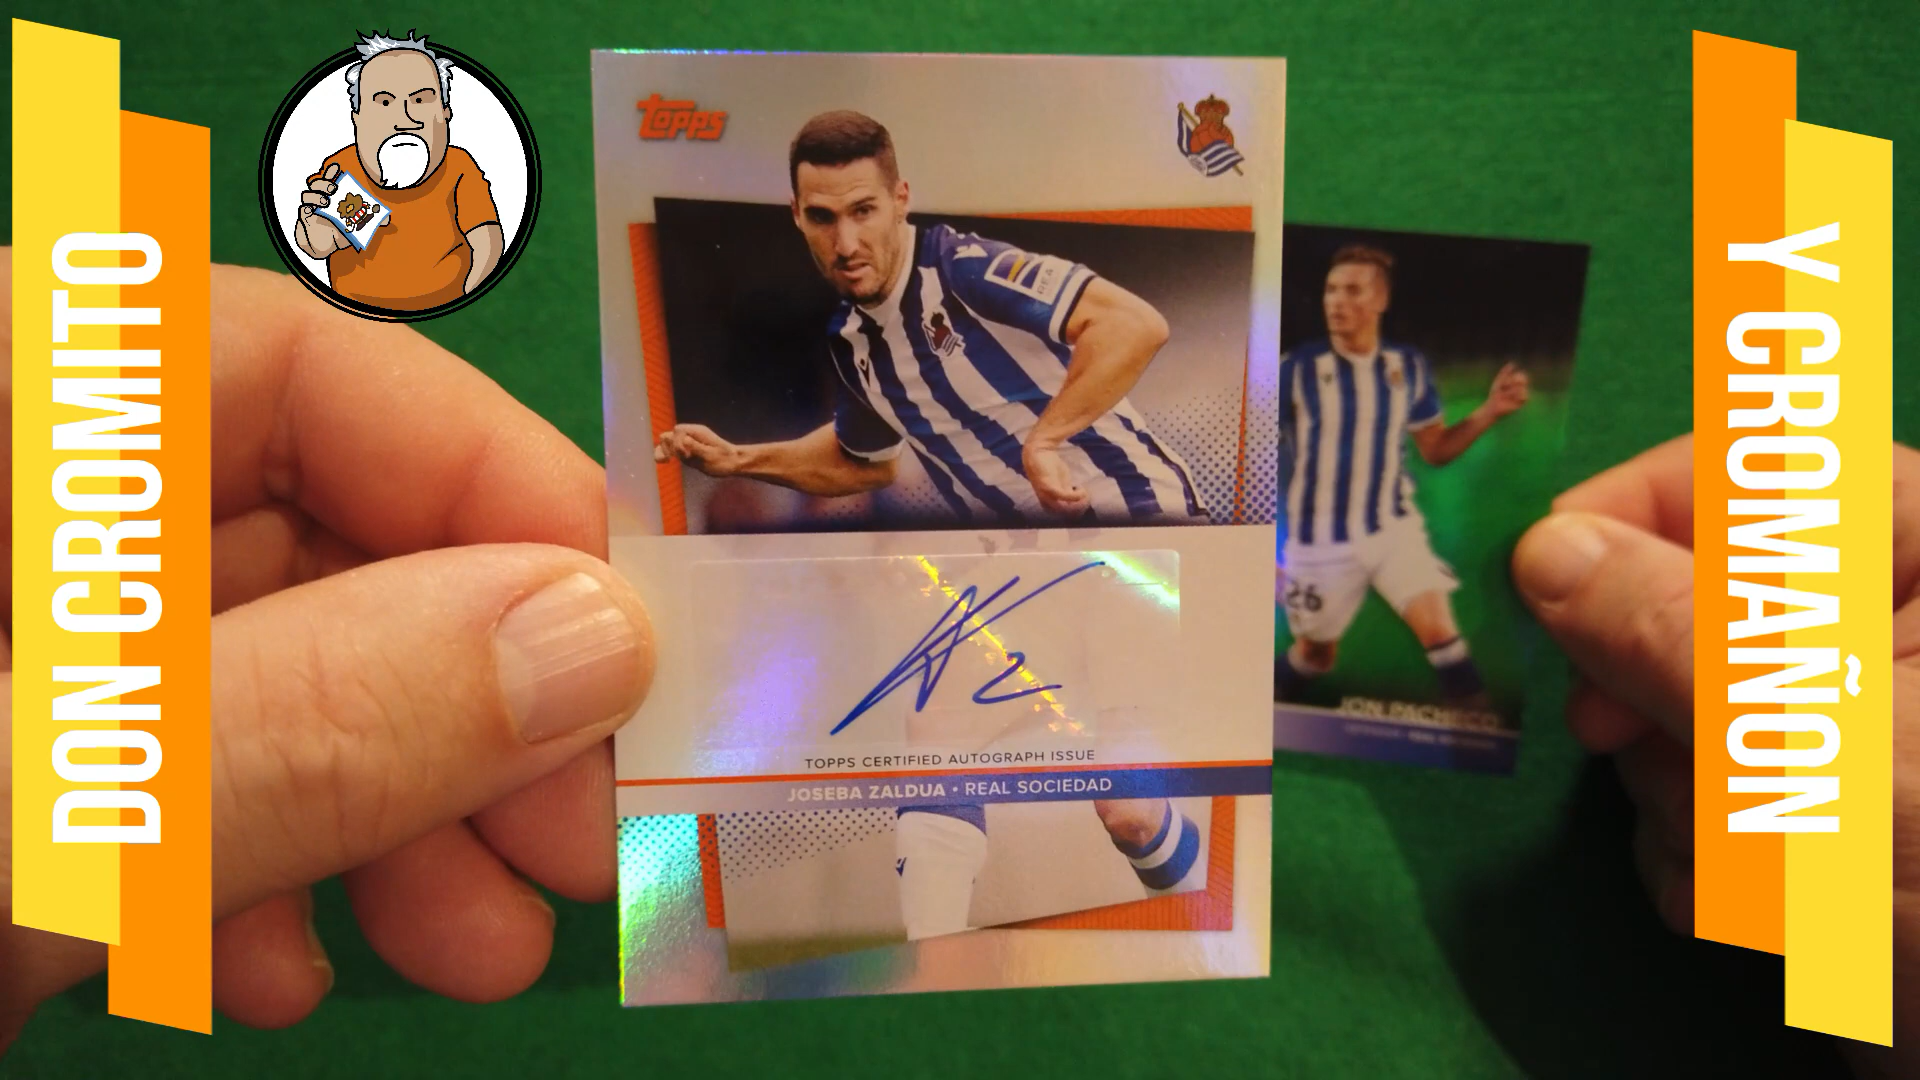 DON CROMITO
Topps
TOPPS CERTIFIED AUTOGRAPH ISSUE
JOSEBA ZALDUA • REAL SOCIEDAD
26
JON PACHECO
Y CROMAÑON